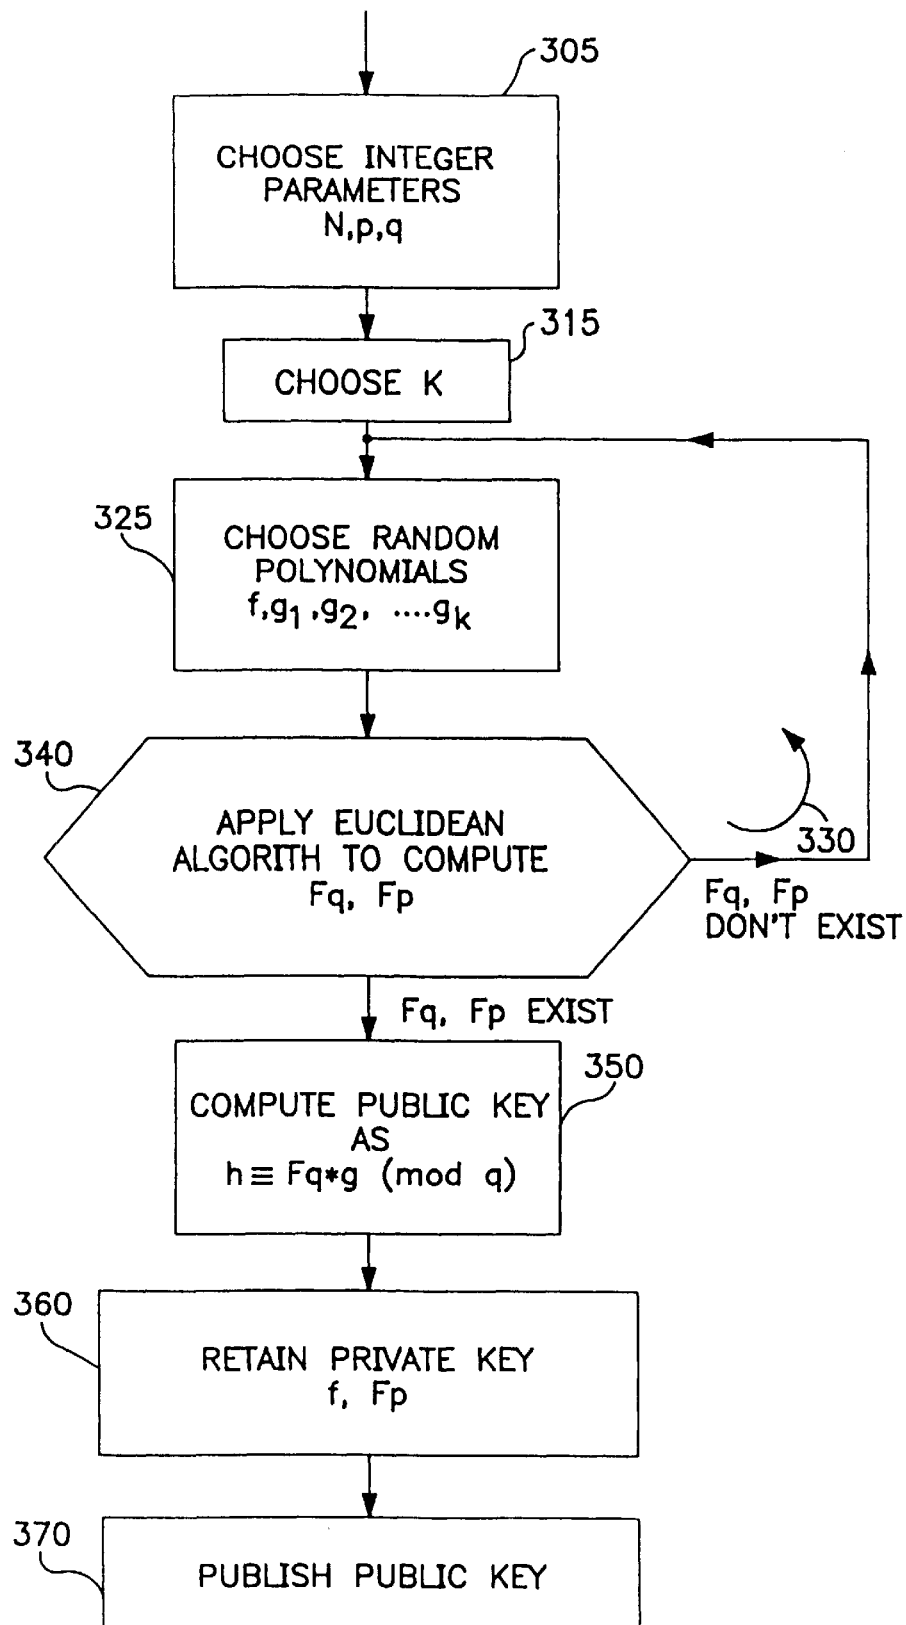 305
CHOOSE INTEGER
PARAMETERS
N,p,q
315
CHOOSE K
325
CHOOSE RANDOM
POLYNOMIALS
f,g1,g2, ....gk
340
APPLY EUCLIDEAN
ALGORITH TO COMPUTE
Fq, Fp
330
Fq, Fp
DON'T EXIST
Fq, Fp EXIST
350
COMPUTE PUBLIC KEY
AS
h≡ Fq*g (mod q)
360
RETAIN PRIVATE KEY
f, Fp
370
PUBLISH PUBLIC KEY